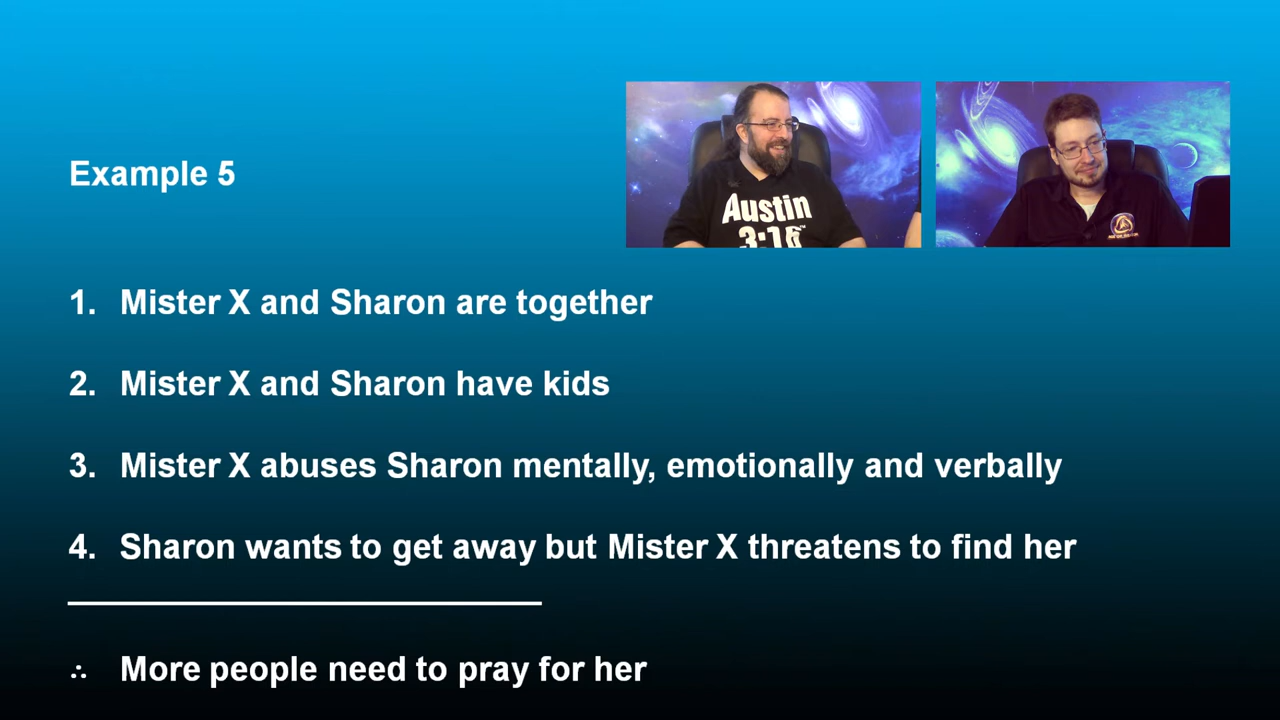 Example 5
Austin
3:16
1. Mister X and Sharon are together
2. Mister X and Sharon have kids
3. Mister X abuses Sharon mentally, emotionally and verbally
4. Sharon wants to get away but Mister X threatens to find her
∴ More people need to pray for her